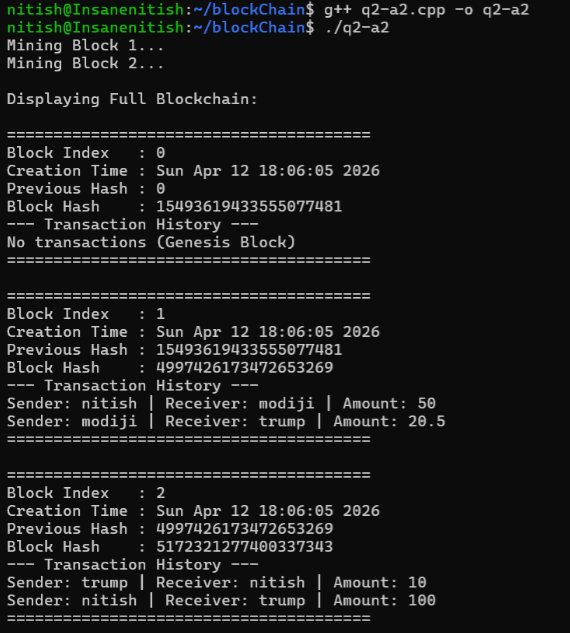 nitish@Insanenitish:~/blockChain$ g++ q2-a2.cpp -o q2-a2
nitish@Insanenitish:~/blockChain$ ./q2-a2
Mining Block 1...
Mining Block 2...
Displaying Full Blockchain:
========================================
Block Index   : 0
Creation Time : Sun Apr 12 18:06:05 2026
Previous Hash : 0
Block Hash    : 15493619433555077481
--- Transaction History ---
No transactions (Genesis Block)
========================================
========================================
Block Index   : 1
Creation Time : Sun Apr 12 18:06:05 2026
Previous Hash : 15493619433555077481
Block Hash    : 4997426173472653269
--- Transaction History ---
Sender: nitish | Receiver: modiji | Amount: 50
Sender: modiji | Receiver: trump | Amount: 20.5
========================================
========================================
Block Index   : 2
Creation Time : Sun Apr 12 18:06:05 2026
Previous Hash : 4997426173472653269
Block Hash    : 5172321277400337343
--- Transaction History ---
Sender: trump | Receiver: nitish | Amount: 10
Sender: nitish | Receiver: trump | Amount: 100
========================================